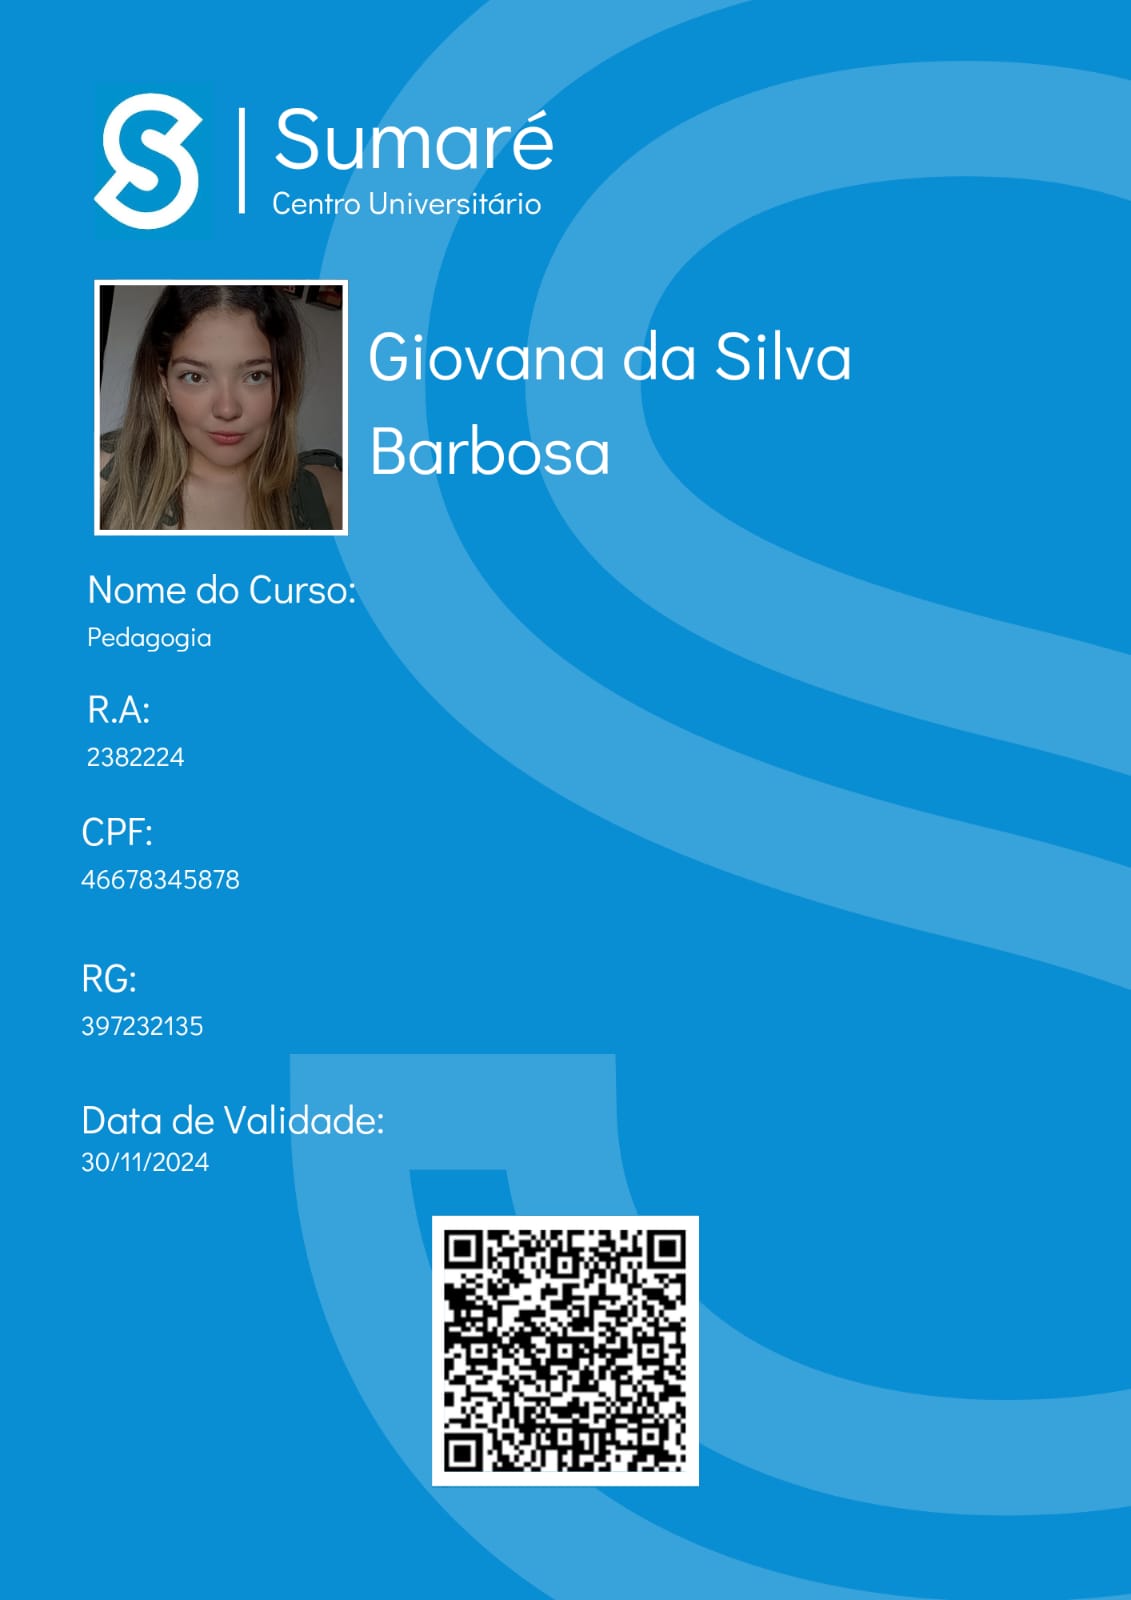 Sumaré
Centro Universitário
Giovana da Silva
Barbosa
Nome do Curso:
Pedagogia
R.A:
2382224
CPF:
46678345878
RG:
397232135
Data de Validade:
30/11/2024